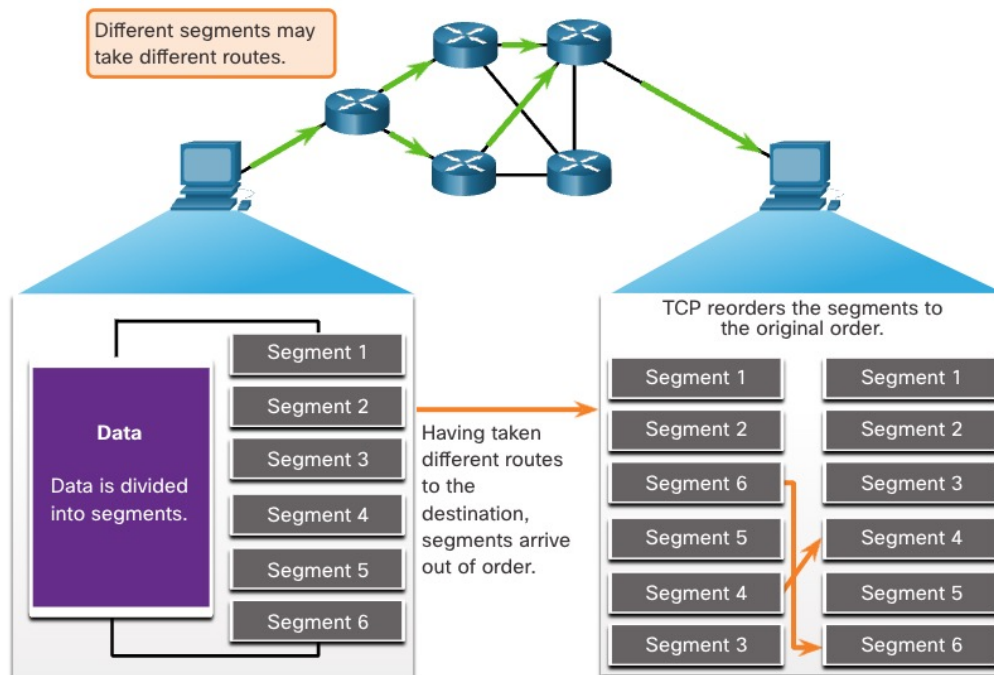 Different segments may
take different routes.
Data
Data is divided
into segments.
Segment 1
Segment 2
Segment 3
Segment 4
Segment 5
Segment 6
Having taken
different routes
to the
destination,
segments arrive
out of order.
TCP reorders the segments to
the original order.
Segment 1
Segment 2
Segment 6
Segment 5
Segment 4
Segment 3
Segment 1
Segment 2
Segment 3
Segment 4
Segment 5
Segment 6